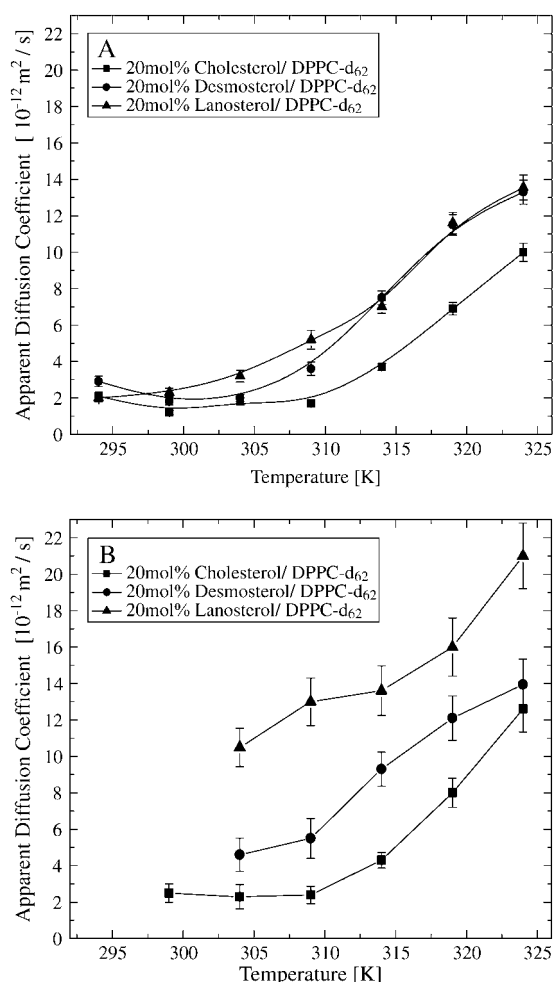 A
20mol% Cholesterol/ DPPC-d62
20mol% Desmosterol/ DPPC-d62
20mol% Lanosterol/ DPPC-d62
Apparent Diffusion Coefficient [ 10⁻¹² m² / s]
22
20
18
16
14
12
10
8
6
4
2
0
295 300 305 310 315 320 325
Temperature [K]
B
20mol% Cholesterol/ DPPC-d62
20mol% Desmosterol/ DPPC-d62
20mol% Lanosterol/ DPPC-d62
Apparent Diffusion Coefficient [10⁻¹² m² / s]
22
20
18
16
14
12
10
8
6
4
2
0
295 300 305 310 315 320 325
Temperature [K]